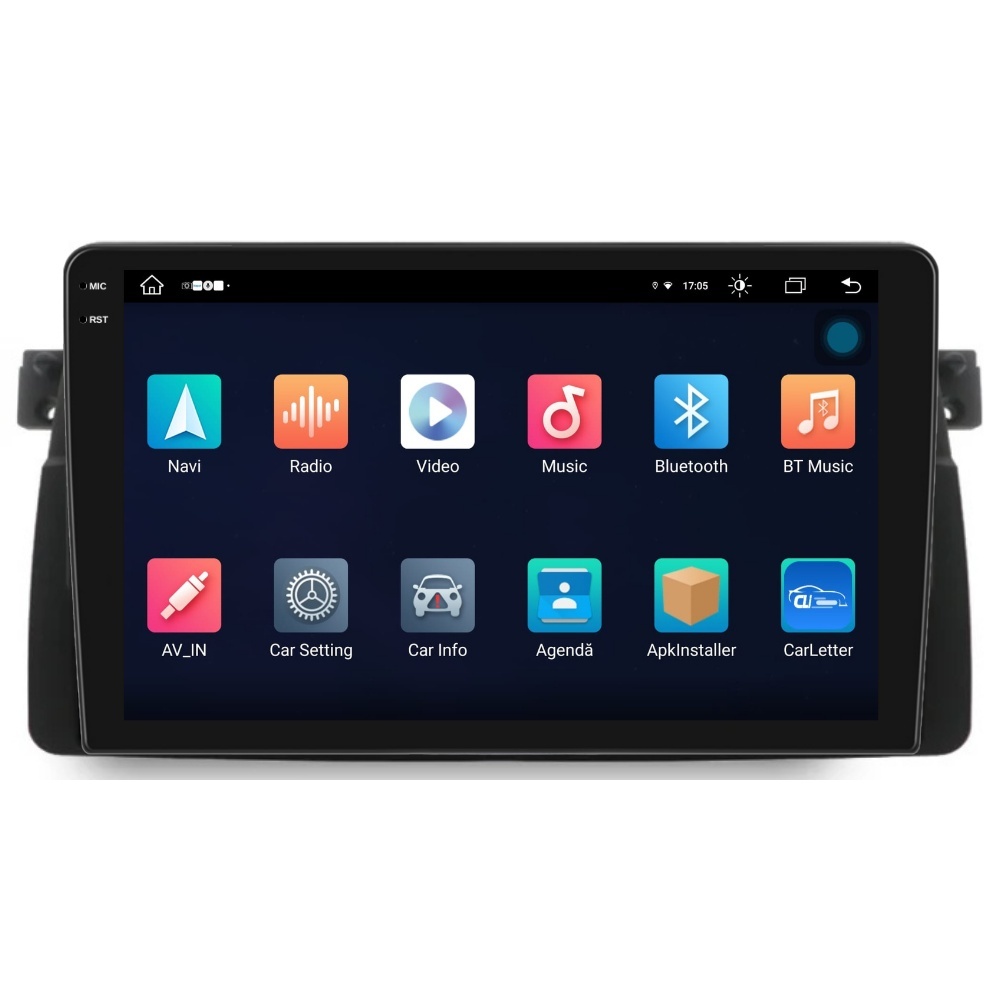 MIC
17:05
RST
Navi
Radio
Video
Music
Bluetooth
BT Music
AV_IN
Car Setting
Car Info
Agendă
ApkInstaller
CarLetter